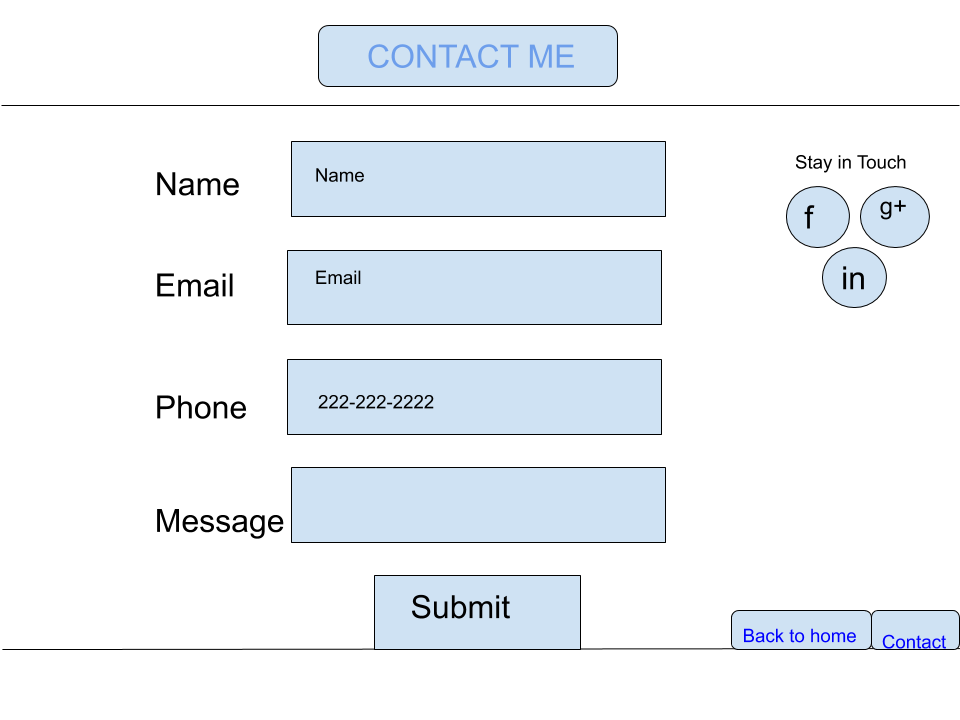 CONTACT ME
Name
Name
Stay in Touch
f
g+
in
Email
Email
Phone
222-222-2222
Message
Submit
Back to home
Contact